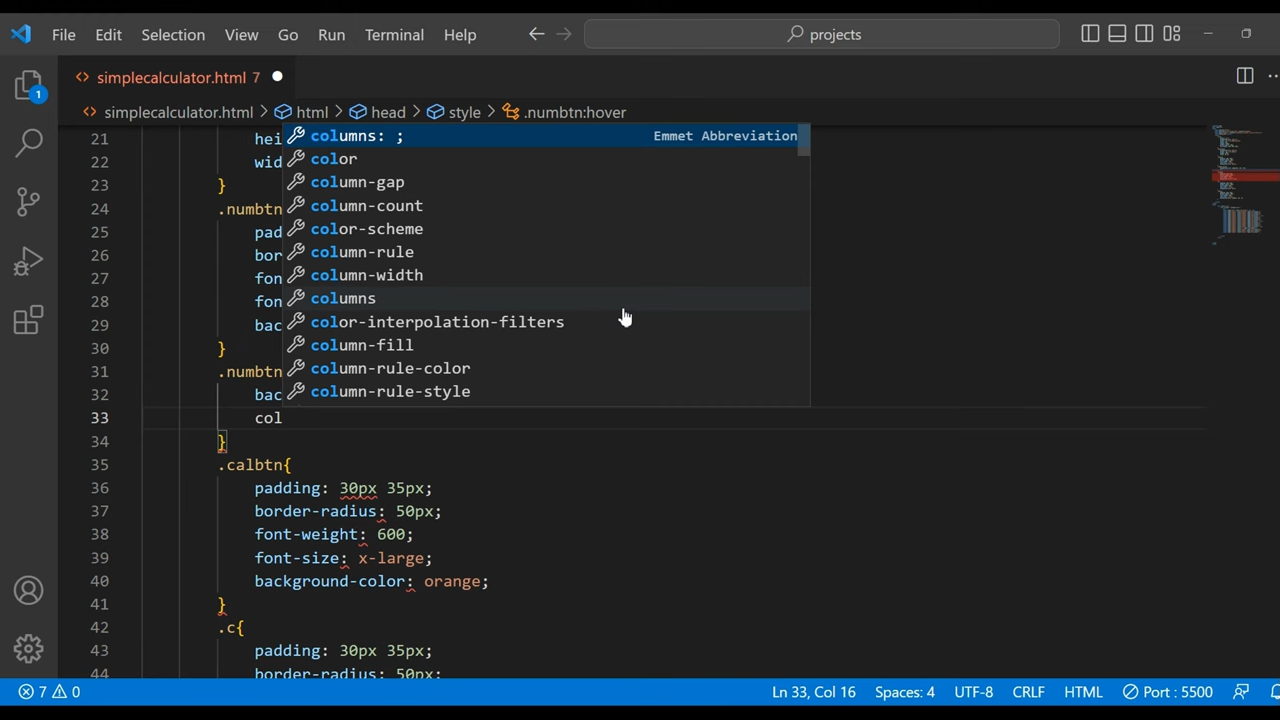 File Edit Selection View Go Run Terminal Help projects
simplecalculator.html 7
simplecalculator.html html head style .numbtn:hover
1
21 hei
22 wid
23 }
24 .numbtn
25 pad
26 bor
27 fon
28 fon
29 bac
30 }
31 .numbtn
32 bac
columns: ; Emmet Abbreviation
color
column-gap
column-count
color-scheme
column-rule
column-width
columns
color-interpolation-filters
column-fill
column-rule-color
column-rule-style
33 col
34 }
35 .calbtn{
36 padding: 30px 35px;
37 border-radius: 50px;
38 font-weight: 600;
39 font-size: x-large;
40 background-color: orange;
41 }
42 .c{
43 padding: 30px 35px;
44 border-radius: 50px;
7 0 Ln 33, Col 16 Spaces: 4 UTF-8 CRLF HTML Port : 5500